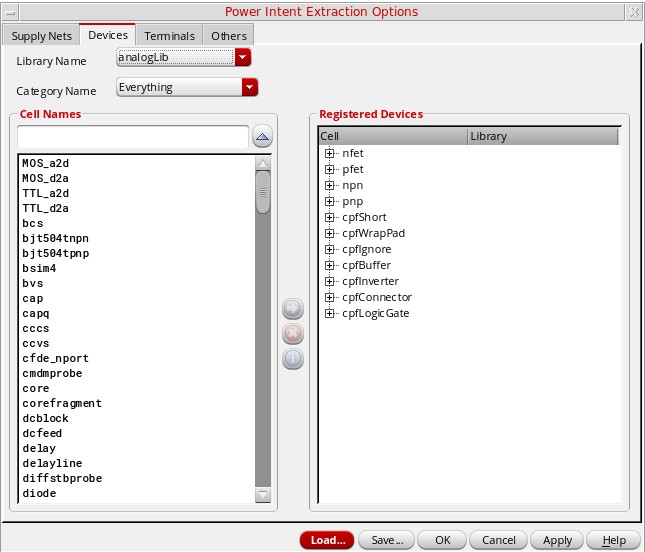 Power Intent Extraction Options
Supply Nets Devices Terminals Others
Library Name analogLib
Category Name Everything
Cell Names
MOS_a2d
MOS_d2a
TTL_a2d
TTL_d2a
bcs
bjt504tnpn
bjt504tpnp
bsim4
bvs
cap
capq
cccs
ccvs
cfde_nport
cmdmprobe
core
corefragment
dcblock
dcfeed
delay
delayline
diffstbprobe
diode
Registered Devices
Cell Library
nfet
pfet
npn
pnp
cpfShort
cpfWrapPad
cpfIgnore
cpfBuffer
cpfInverter
cpfConnector
cpfLogicGate
Load... Save... OK Cancel Apply Help